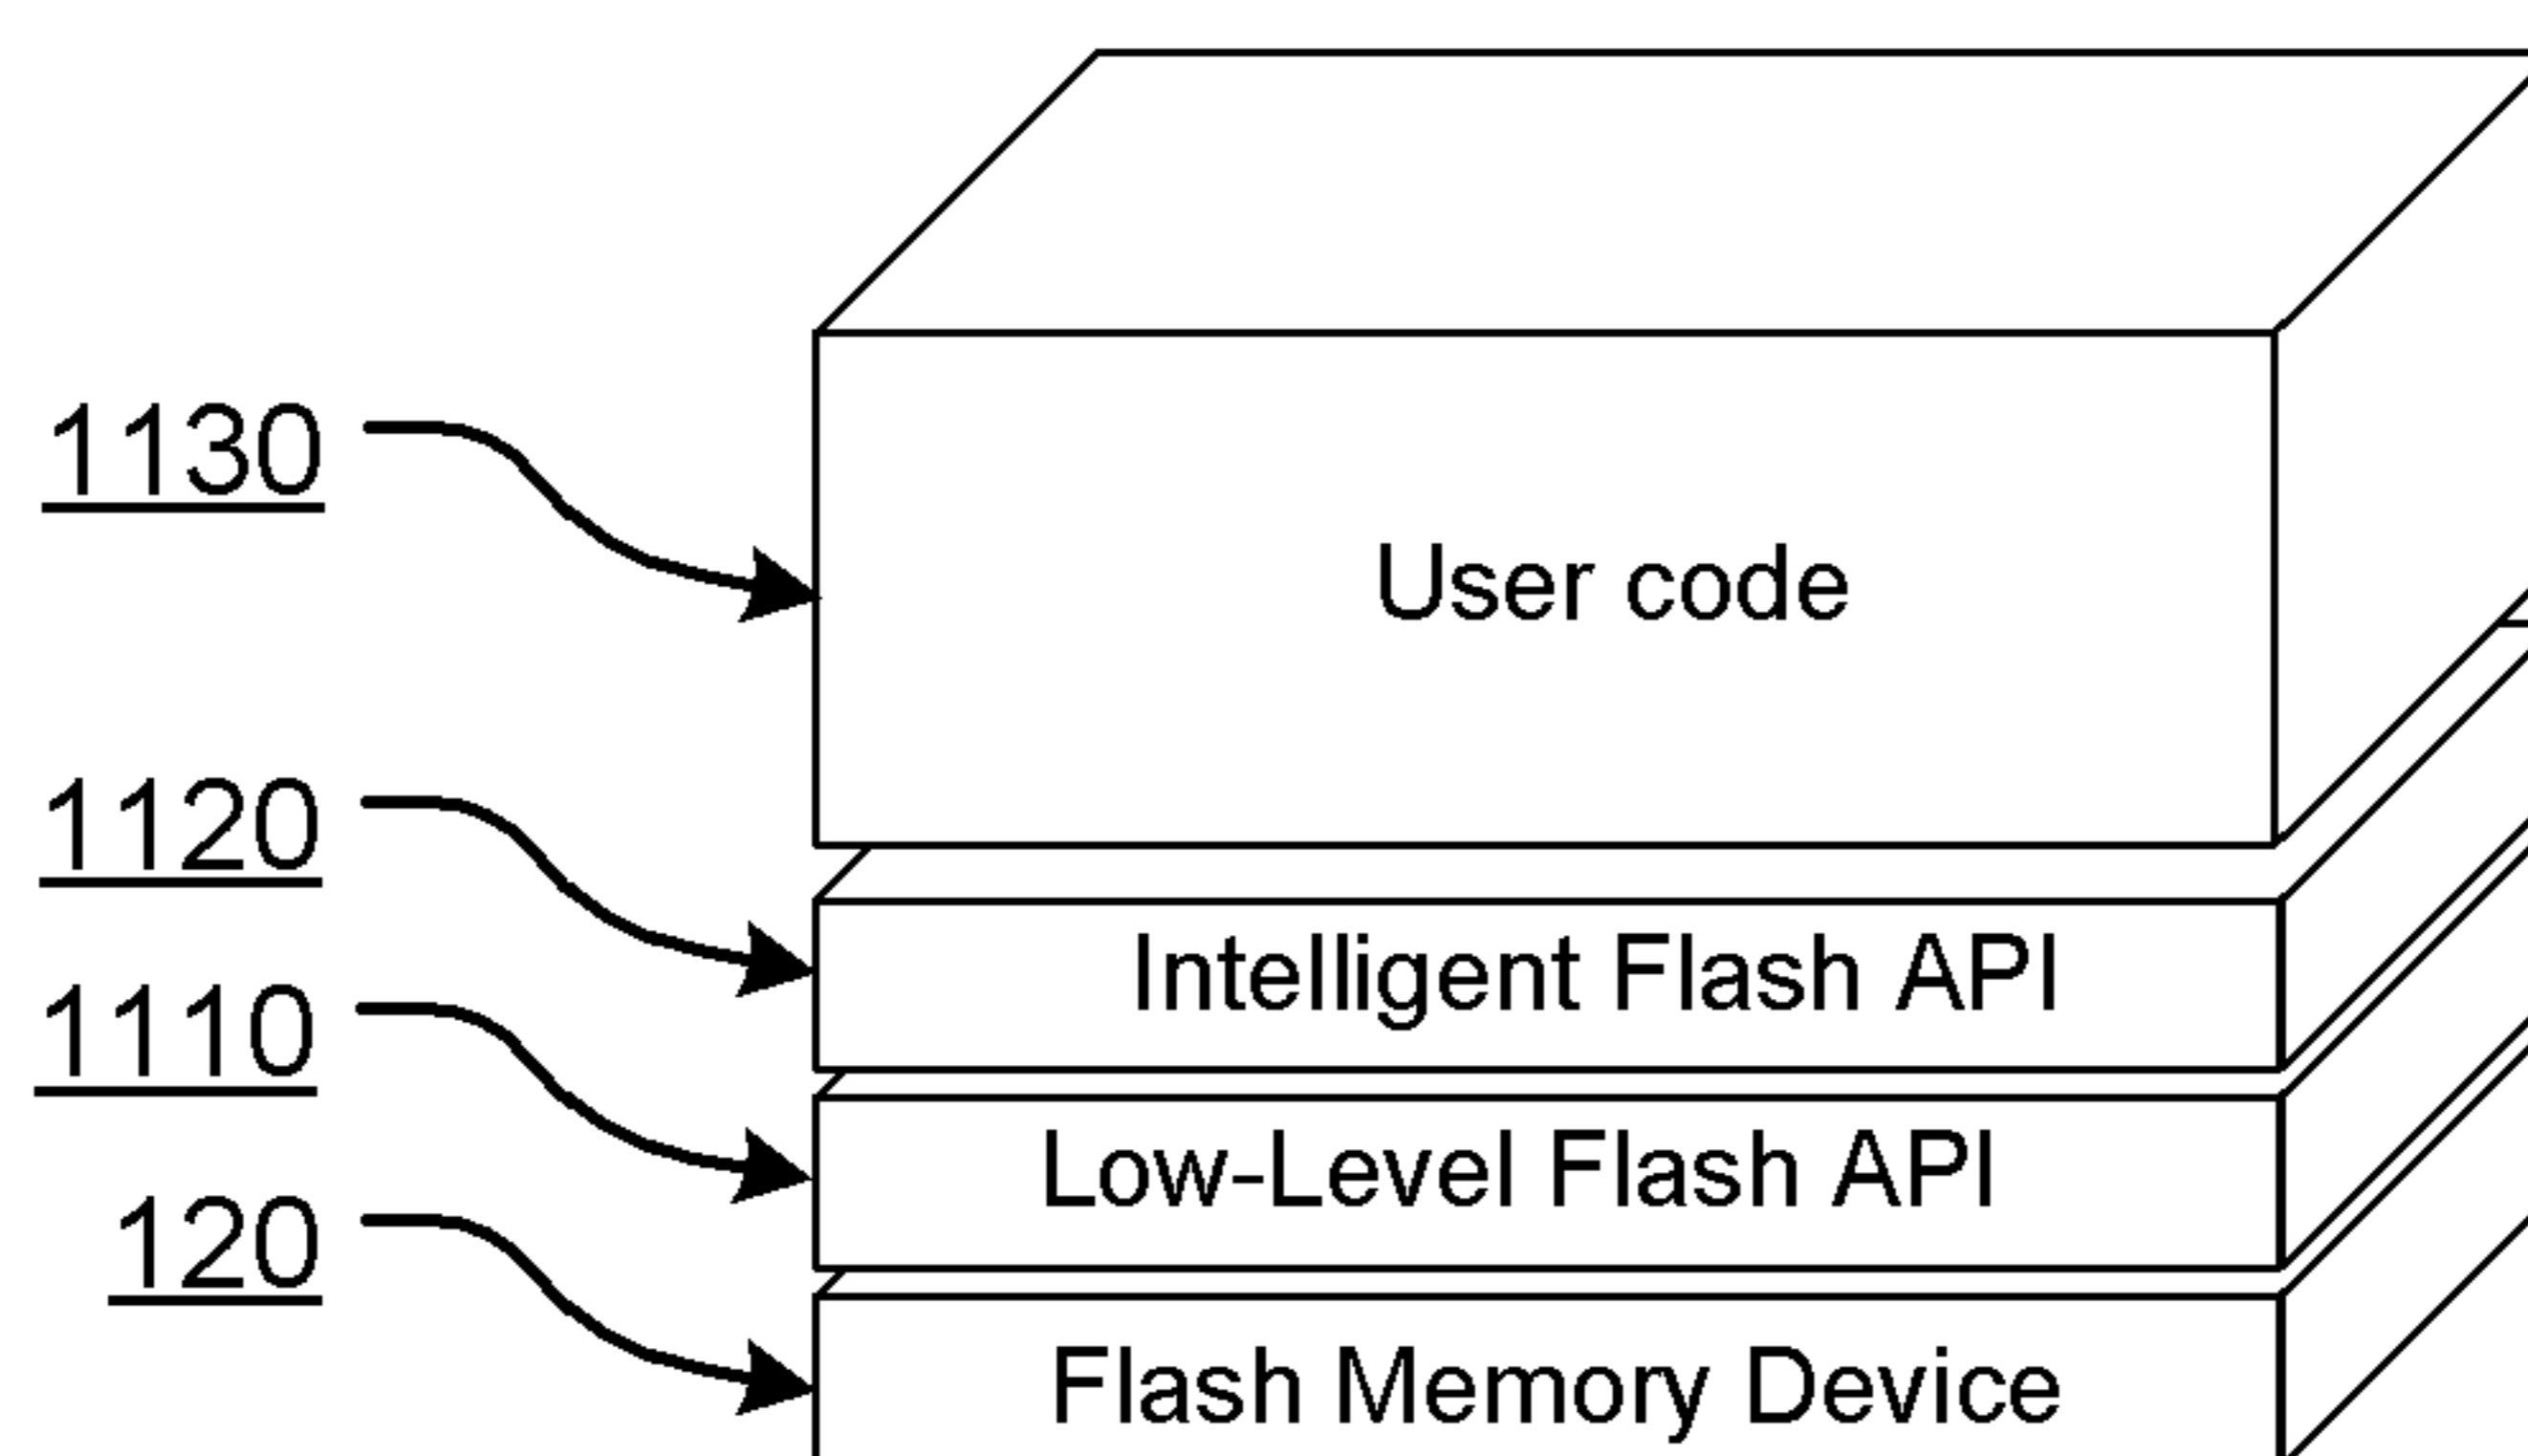 1130
User code
1120
Intelligent Flash API
1110
Low-Level Flash API
120
Flash Memory Device